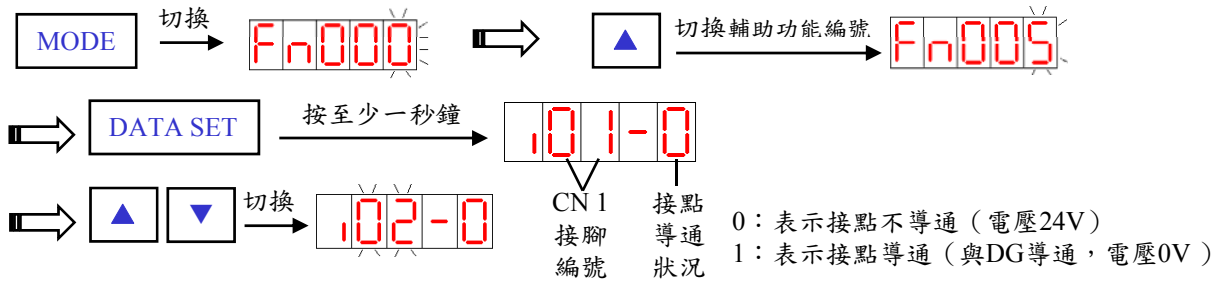 MODE 切換 Fn000 ▲ 切換輔助功能編號 Fn005
DATA SET 按至少一秒鐘 i01-0
▲ ▼ 切換 i02-0
CN 1
接腳
編號
接點
導通
狀況
0：表示接點不導通（電壓24V）
1：表示接點導通（與DG導通，電壓0V）